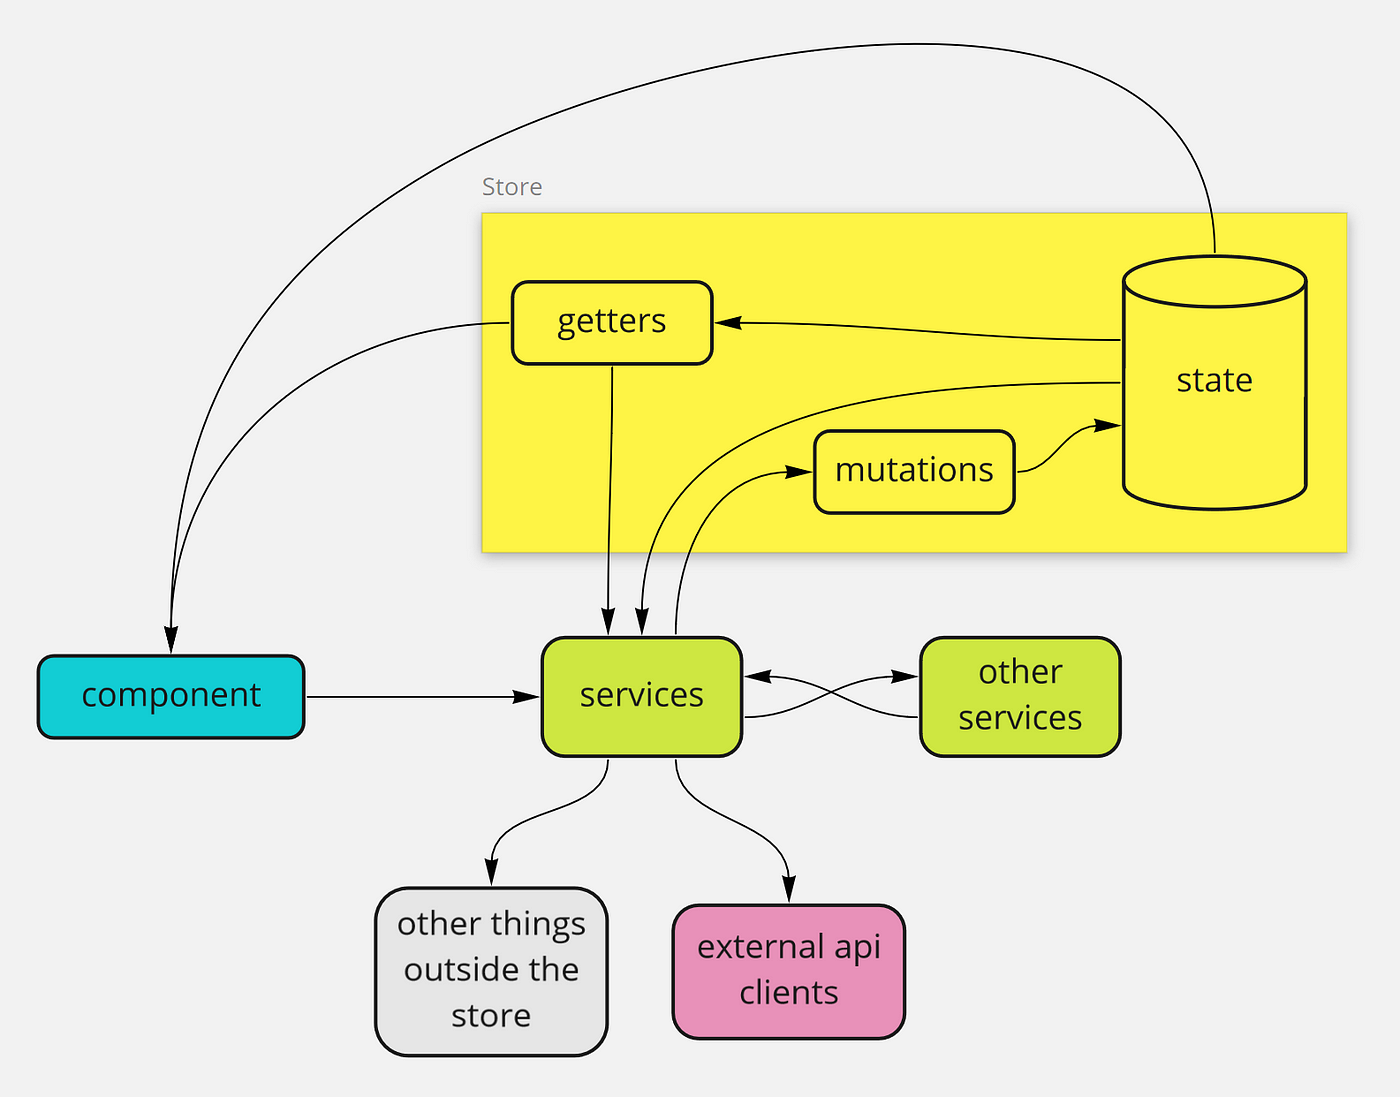 Store
getters
state
mutations
component
services
other
services
other things
outside the
store
external api
clients